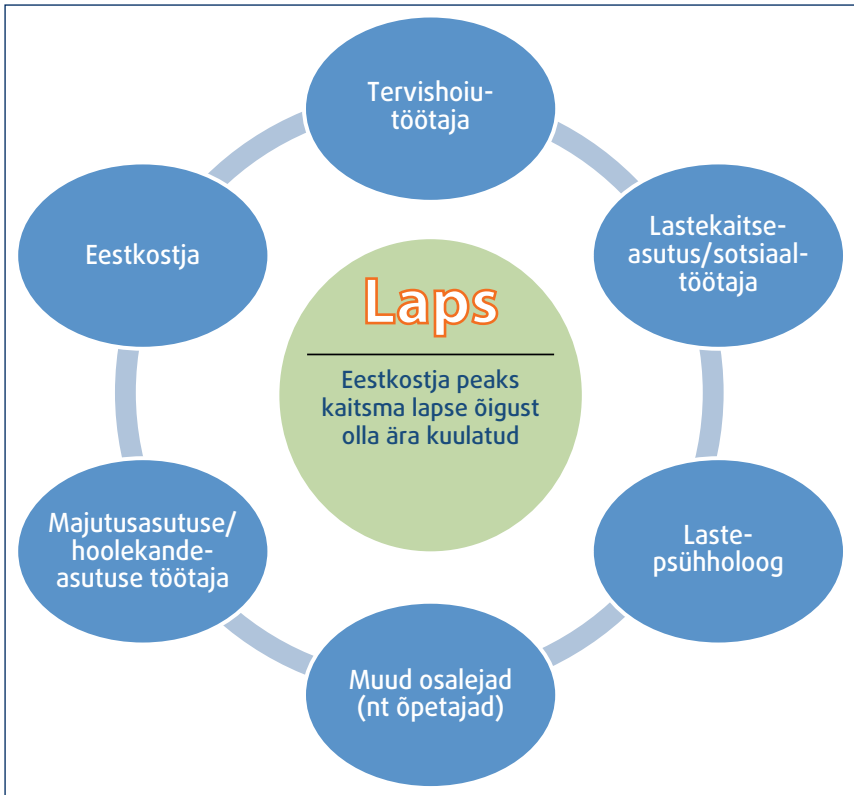 Tervishoiu-
töötaja
Lastekaitse-
asutus/sotsiaal-
töötaja
Eestkostja
Laps
Eestkostja peaks
kaitsma lapse õigust
olla ära kuulatud
Majutusasutuse/
hoolekande-
asutuse töötaja
Laste-
psühholoog
Muud osalejad
(nt õpetajad)